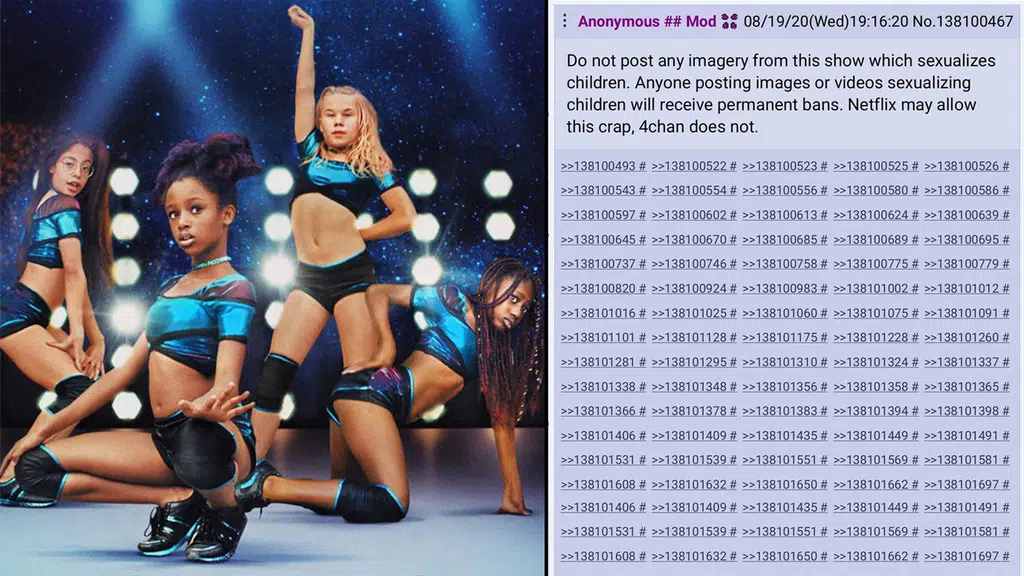 Anonymous ## Mod 08/19/20(Wed)19:16:20 No.138100467
Do not post any imagery from this show which sexualizes
children. Anyone posting images or videos sexualizing
children will receive permanent bans. Netflix may allow
this crap, 4chan does not.
>>138100493 # >>138100522 # >>138100523 # >>138100525 # >>138100526 #
>>138100543 # >>138100554 # >>138100556 # >>138100580 # >>138100586 #
>>138100597 # >>138100602 # >>138100613 # >>138100624 # >>138100639 #
>>138100645 # >>138100670 # >>138100685 # >>138100689 # >>138100695 #
>>138100737 # >>138100746 # >>138100758 # >>138100775 # >>138100779 #
>>138100820 # >>138100924 # >>138100983 # >>138101002 # >>138101012 #
>>138101016 # >>138101025 # >>138101060 # >>138101075 # >>138101091 #
>>138101101 # >>138101128 # >>138101175 # >>138101228 # >>138101260 #
>>138101281 # >>138101295 # >>138101310 # >>138101324 # >>138101337 #
>>138101338 # >>138101348 # >>138101356 # >>138101358 # >>138101365 #
>>138101366 # >>138101378 # >>138101383 # >>138101394 # >>138101398 #
>>138101406 # >>138101409 # >>138101435 # >>138101449 # >>138101491 #
>>138101531 # >>138101539 # >>138101551 # >>138101569 # >>138101581 #
>>138101608 # >>138101632 # >>138101650 # >>138101662 # >>138101697 #
>>138101406 # >>138101409 # >>138101435 # >>138101449 # >>138101491 #
>>138101531 # >>138101539 # >>138101551 # >>138101569 # >>138101581 #
>>138101608 # >>138101632 # >>138101650 # >>138101662 # >>138101697 #